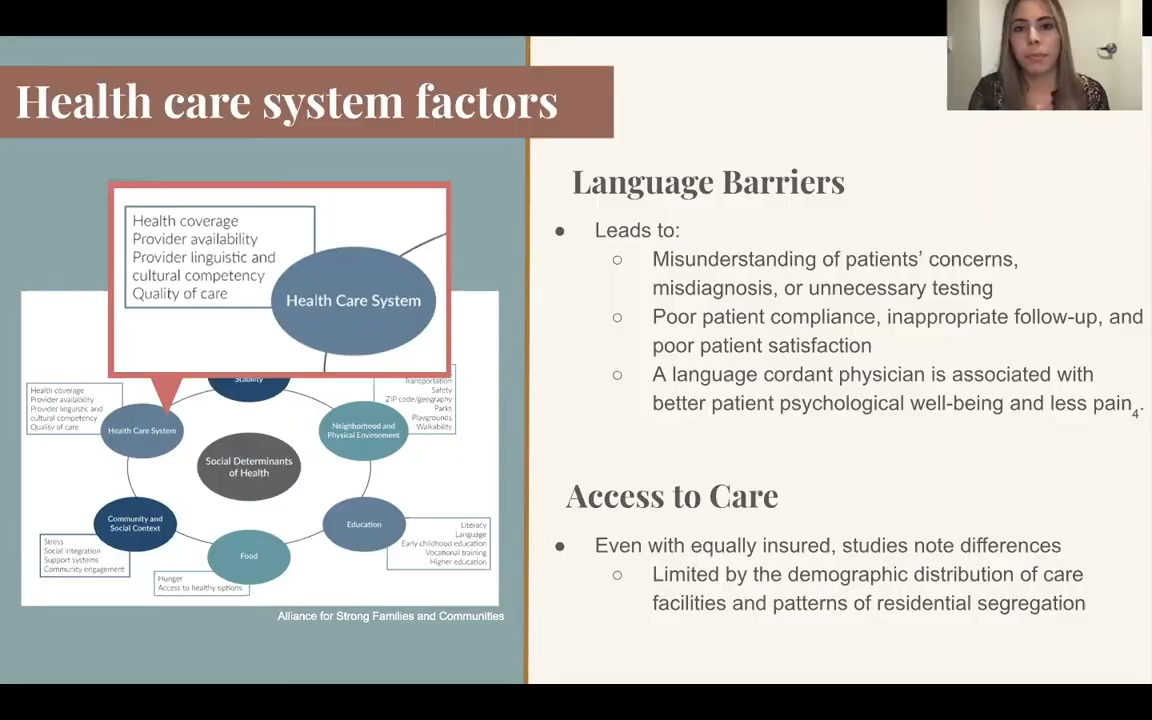 Health care system factors
Health coverage
Provider availability
Provider linguistic and
cultural competency
Quality of care
Health Care System
Stability
Health coverage
Provider availability
Provider linguistic and
cultural competency
Quality of care
Health Care System
Transportation
Safety
ZIP code/geography
Parks
Playgrounds
Walkability
Neighborhood and
Physical Environment
Social Determinants
of Health
Community and
Social Context
Stress
Social integration
Support systems
Community engagement
Education
Literacy
Language
Early childhood education
Vocational training
Higher education
Food
Hunger
Access to healthy options
Alliance for Strong Families and Communities
Language Barriers
● Leads to:
○ Misunderstanding of patients’ concerns,
misdiagnosis, or unnecessary testing
○ Poor patient compliance, inappropriate follow-up, and
poor patient satisfaction
○ A language cordant physician is associated with
better patient psychological well-being and less pain4.
Access to Care
● Even with equally insured, studies note differences
○ Limited by the demographic distribution of care
facilities and patterns of residential segregation